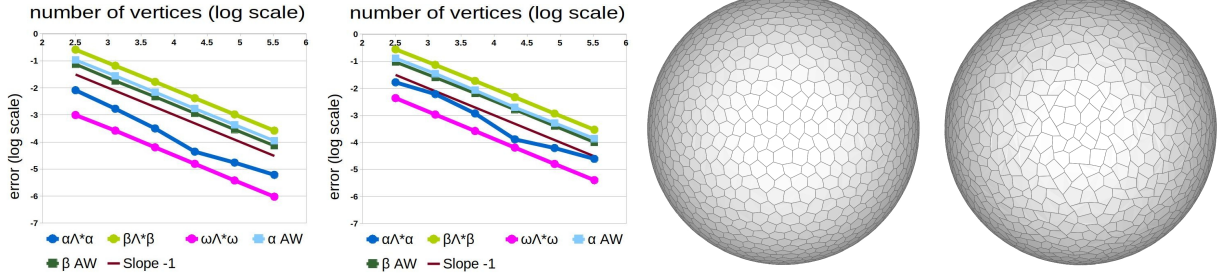 number of vertices (log scale)
0
2 2.5 3 3.5 4 4.5 5 5.5 6
-1
-2
-3
-4
-5
-6
-7
error (log scale)
αΛ*α βΛ*β ωΛ*ω α AW
β AW Slope -1
number of vertices (log scale)
0
2 2.5 3 3.5 4 4.5 5 5.5 6
-1
-2
-3
-4
-5
-6
-7
error (log scale)
αΛ*α βΛ*β ωΛ*ω α AW
β AW Slope -1